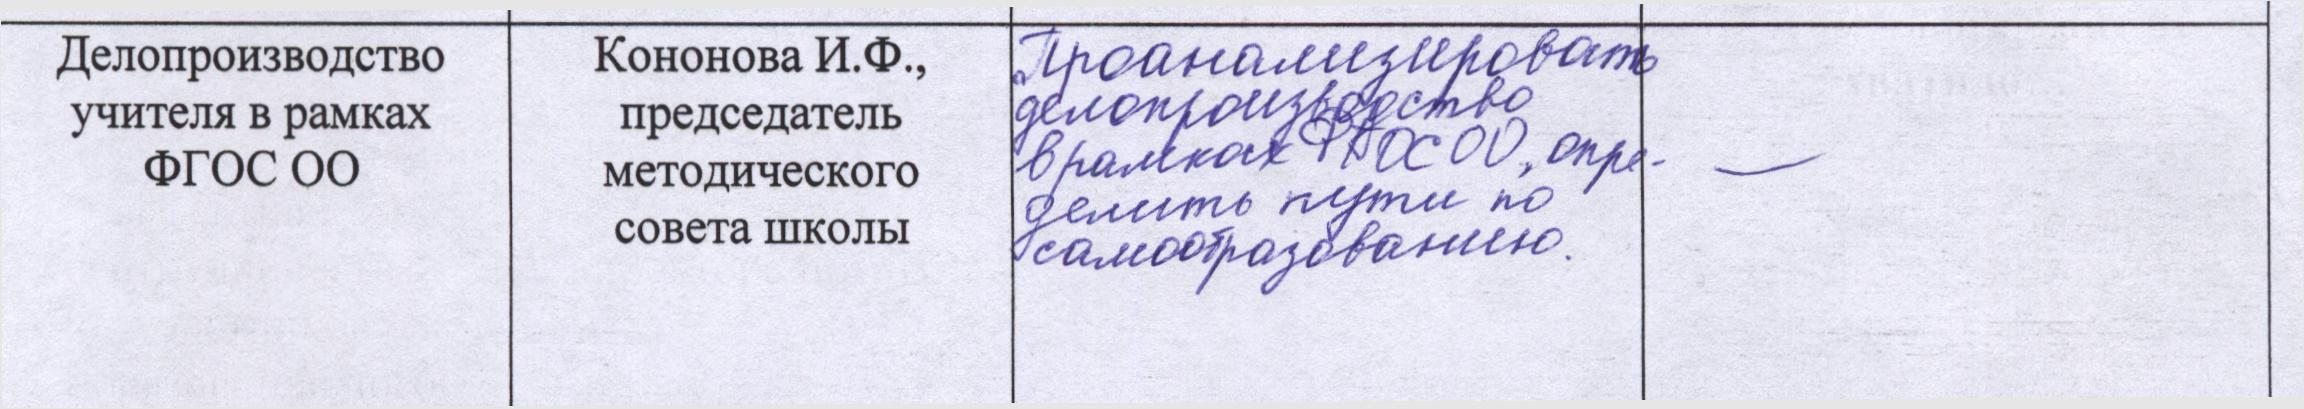 Делопроизводство
учителя в рамках
ФГОС ОО
Кононова И.Ф.,
председатель
методического
совета школы
Проанализировать
делопроизводство
в рамках ФГОС ОО, опре-
делить пути по
самообразованию.
—